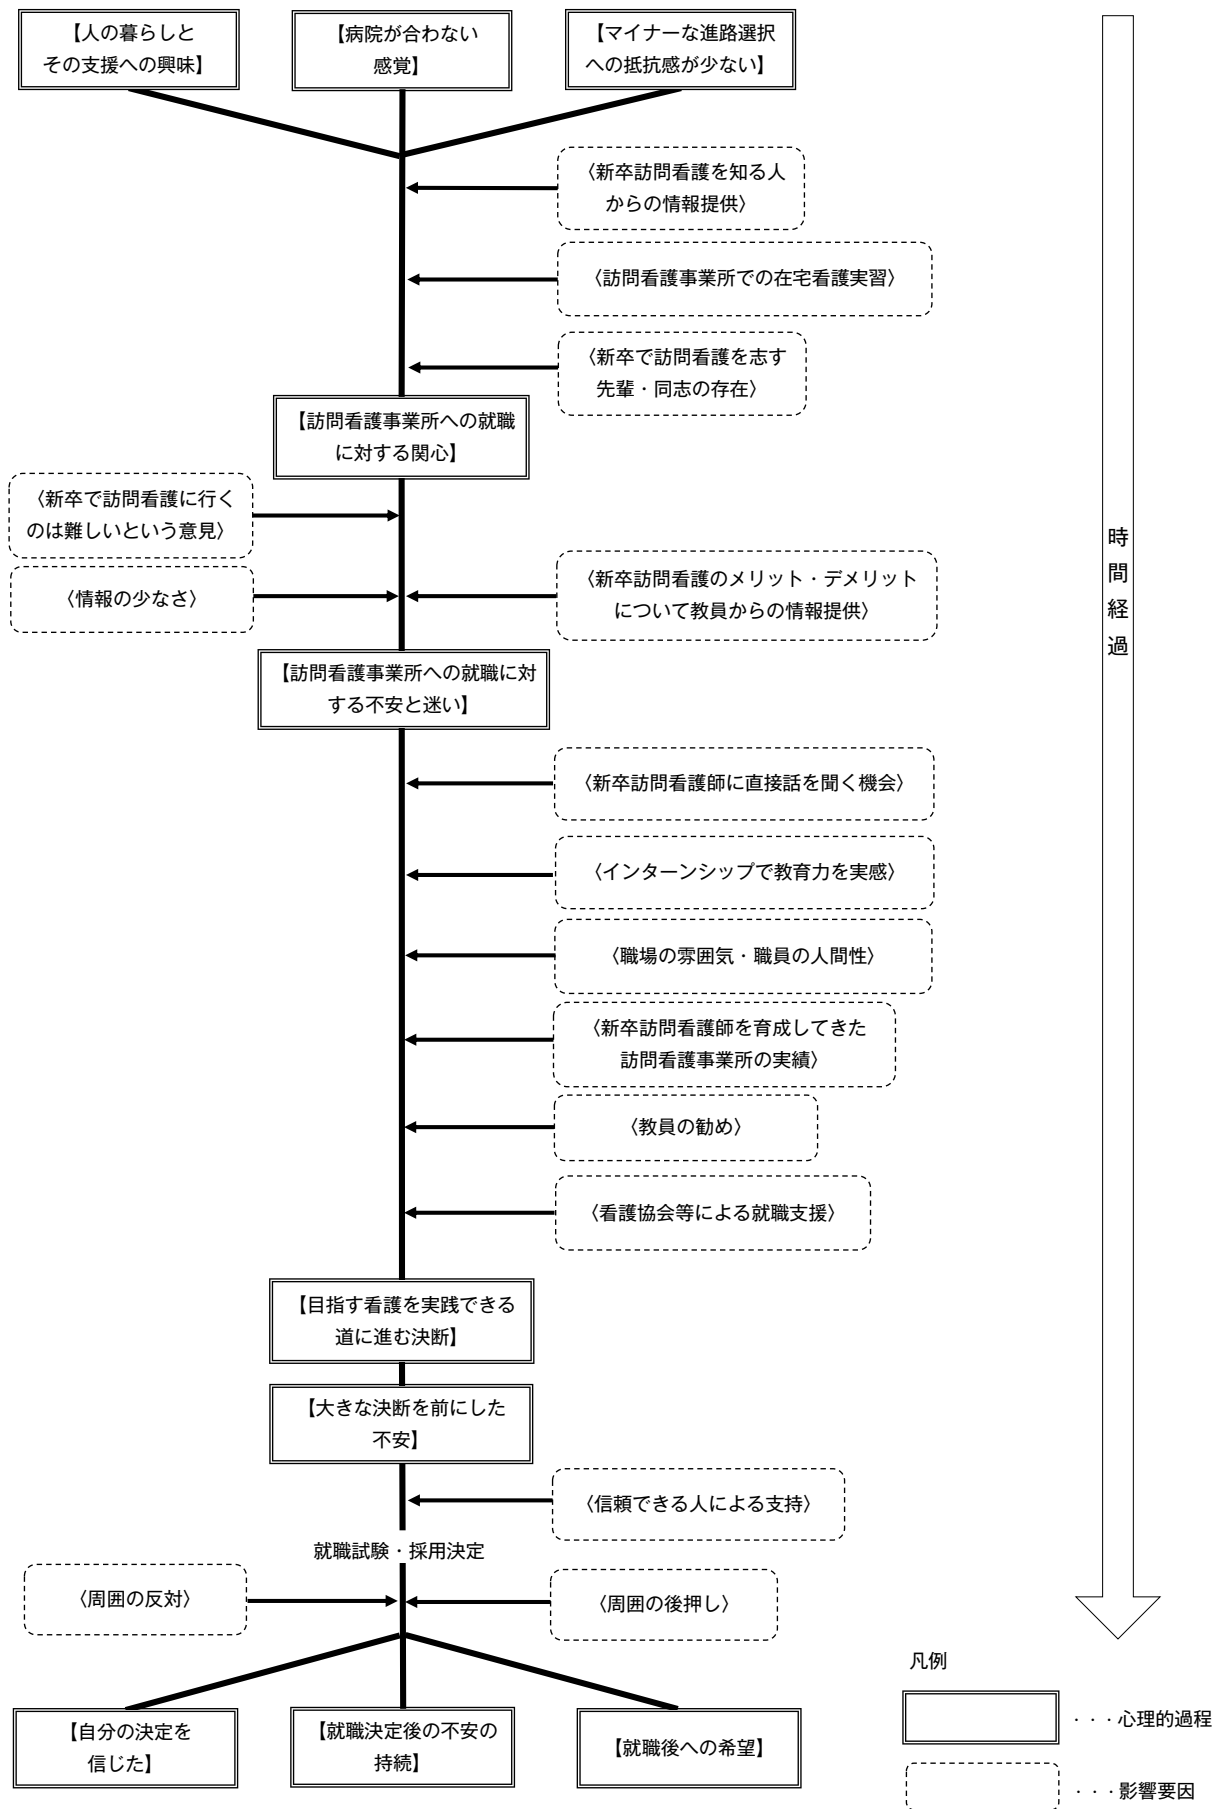 【人の暮らしと
その支援への興味】
【病院が合わない
感覚】
【マイナーな進路選択
への抵抗感が少ない】
〈新卒訪問看護を知る人
からの情報提供〉
〈訪問看護事業所での在宅看護実習〉
〈新卒で訪問看護を志す
先輩・同志の存在〉
【訪問看護事業所への就職
に対する関心】
〈新卒で訪問看護に行く
のは難しいという意見〉
〈情報の少なさ〉
〈新卒訪問看護のメリット・デメリット
について教員からの情報提供〉
【訪問看護事業所への就職に対
する不安と迷い】
〈新卒訪問看護師に直接話を聞く機会〉
〈インターンシップで教育力を実感〉
〈職場の雰囲気・職員の人間性〉
〈新卒訪問看護師を育成してきた
訪問看護事業所の実績〉
〈教員の勧め〉
〈看護協会等による就職支援〉
【目指す看護を実践できる
道に進む決断】
【大きな決断を前にした
不安】
〈信頼できる人による支持〉
就職試験・採用決定
〈周囲の反対〉
〈周囲の後押し〉
【自分の決定を
信じた】
【就職決定後の不安の
持続】
【就職後への希望】
時間経過
凡例
・・・心理的過程
・・・影響要因